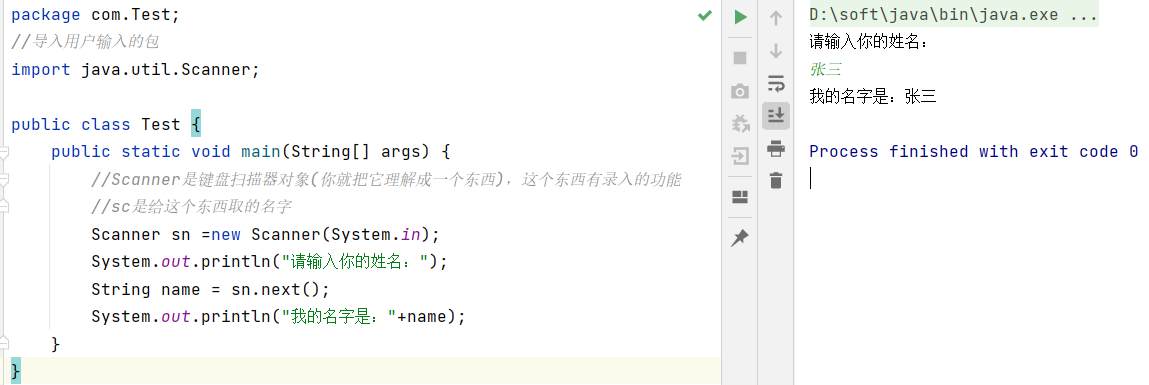 package com.Test;
//导入用户输入的包
import java.util.Scanner;
public class Test {
public static void main(String[] args) {
//Scanner是键盘扫描器对象(你就把它理解成一个东西)，这个东西有录入的功能
//sc是给这个东西取的名字
Scanner sn =new Scanner(System.in);
System.out.println("请输入你的姓名：");
String name = sn.next();
System.out.println("我的名字是："+name);
}
}
D:\soft\java\bin\java.exe ...
请输入你的姓名：
张三
我的名字是：张三
Process finished with exit code 0